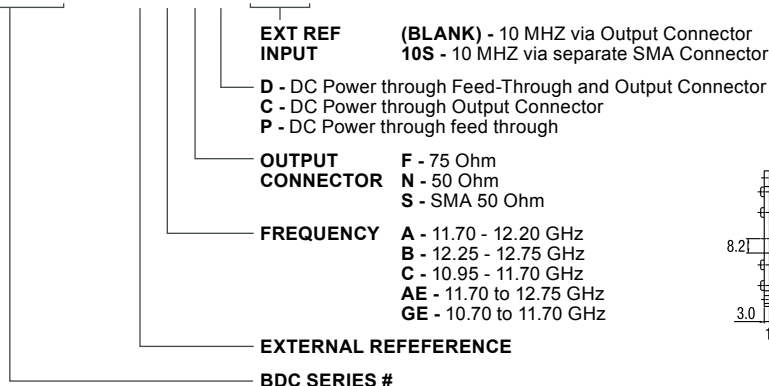 EXT REF (BLANK) - 10 MHZ via Output Connector
INPUT 10S - 10 MHZ via separate SMA Connector
D - DC Power through Feed-Through and Output Connector
C - DC Power through Output Connector
P - DC Power through feed through
OUTPUT F - 75 Ohm
CONNECTOR N - 50 Ohm
S - SMA 50 Ohm
FREQUENCY A - 11.70 - 12.20 GHz
B - 12.25 - 12.75 GHz
C - 10.95 - 11.70 GHz
AE - 11.70 to 12.75 GHz
GE - 10.70 to 11.70 GHz
8.2
3.0
EXTERNAL REFEFERENCE
BDC SERIES #